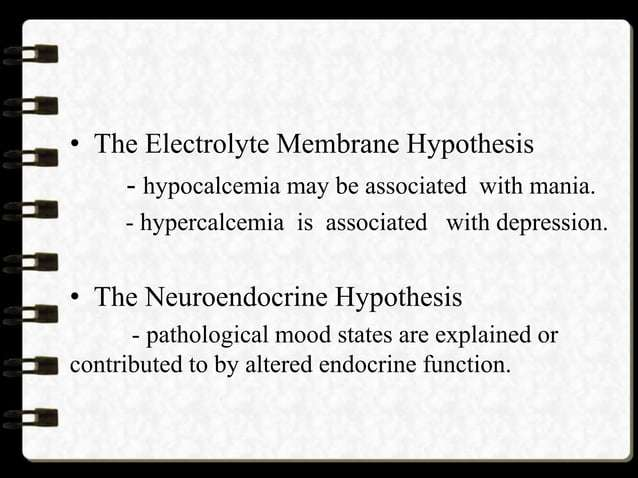 • The Electrolyte Membrane Hypothesis
- hypocalcemia may be associated with mania.
- hypercalcemia is associated with depression.
• The Neuroendocrine Hypothesis
- pathological mood states are explained or
contributed to by altered endocrine function.